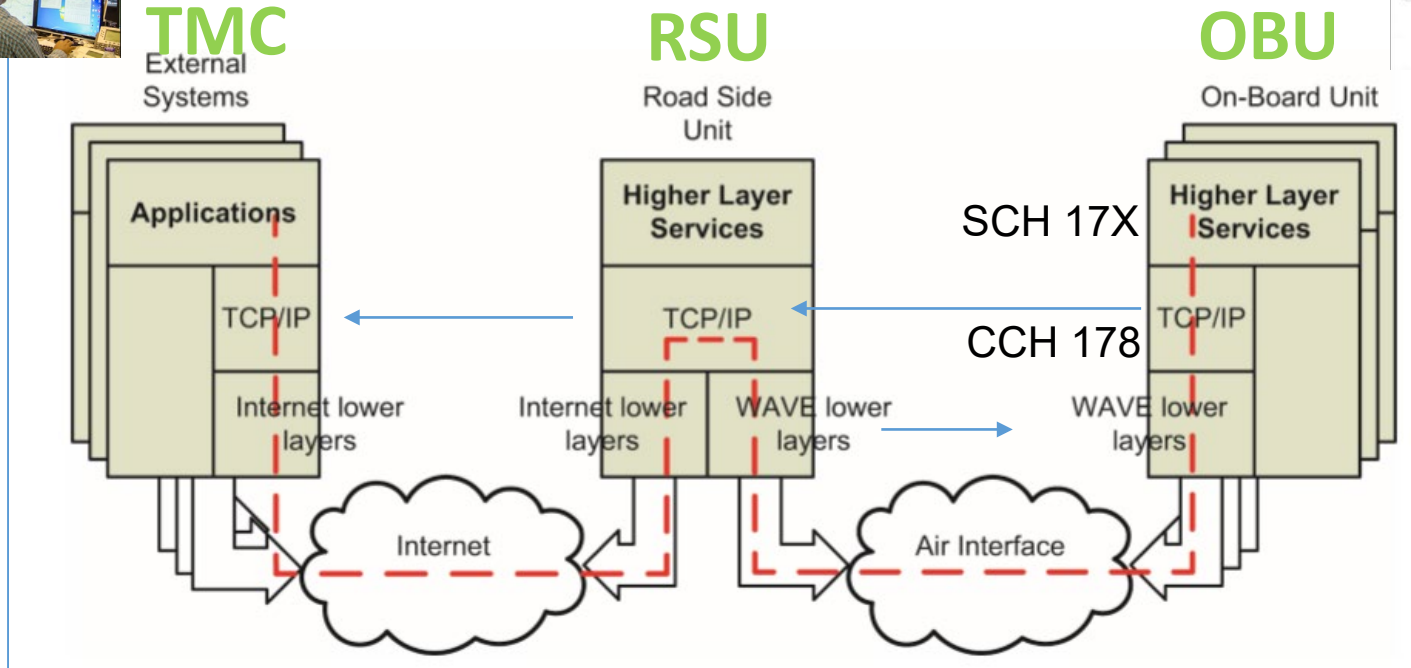 TMC
RSU
OBU
External
Systems
Road Side
Unit
On-Board Unit
Applications
Higher Layer
Services
SCH 17X
Higher Layer
Services
TCP/IP
TCP/IP
TCP/IP
CCH 178
Internet lower
layers
Internet lower
layers
WAVE lower
layers
WAVE lower
layers
Internet
Air Interface